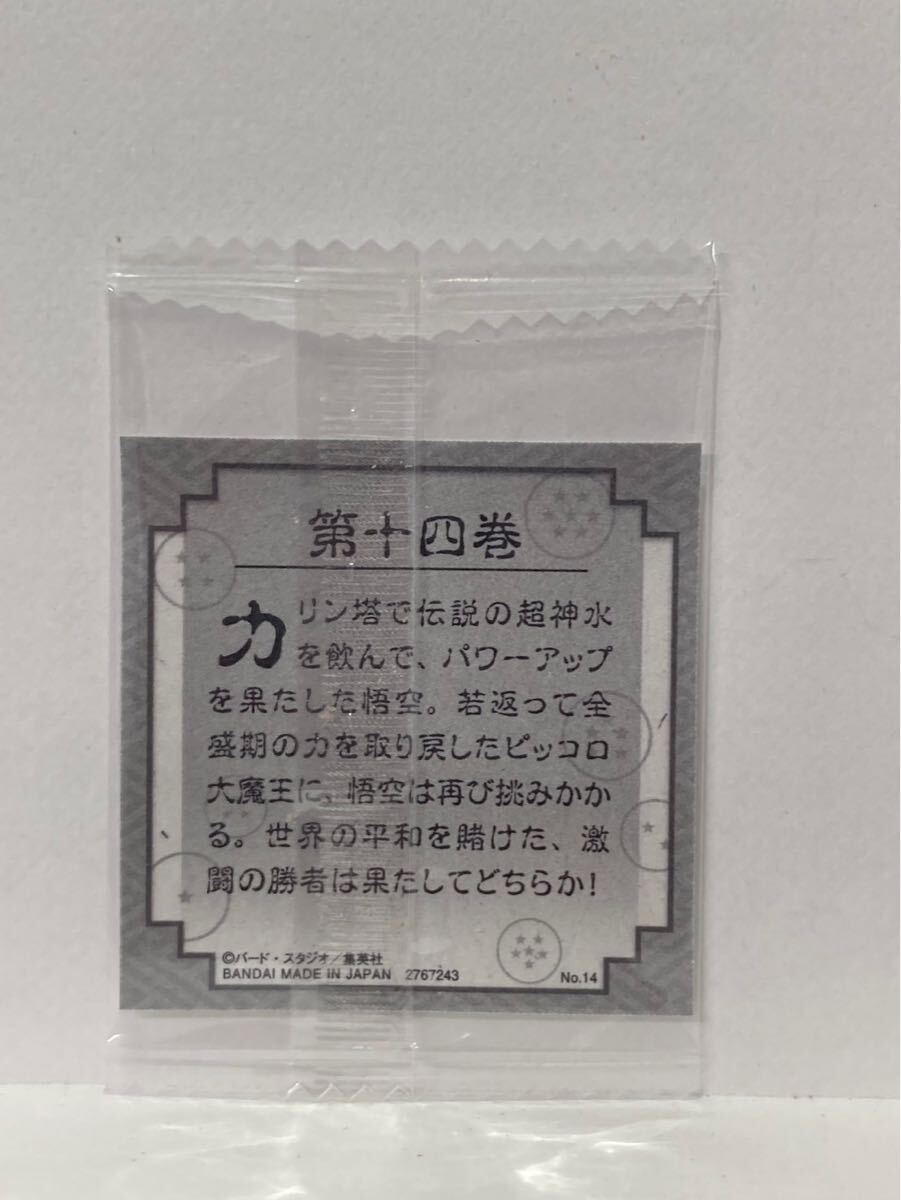 第十四巻
カリン塔で伝説の超神水
を飲んで、パワーアップ
を果たした悟空。若返って全
盛期の力を取り戻したピッコロ
大魔王に、悟空は再び挑みかか
る。世界の平和を賭けた、激
闘の勝者は果たしてどちらか!
©バード・スタジオ/集英社
BANDAI MADE IN JAPAN 2767243
No.14